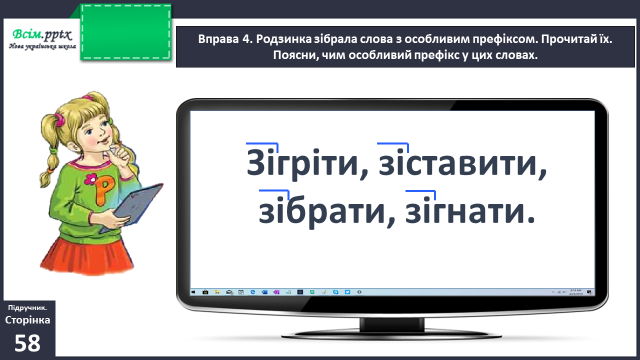 Всім.pptx
Нова українська школа
Вправа 4. Родзинка зібрала слова з особливим префіксом. Прочитай їх.
Поясни, чим особливий префікс у цих словах.
Зігріти, зіставити,
зібрати, зігнати.
Р
Підручник.
Сторінка
58